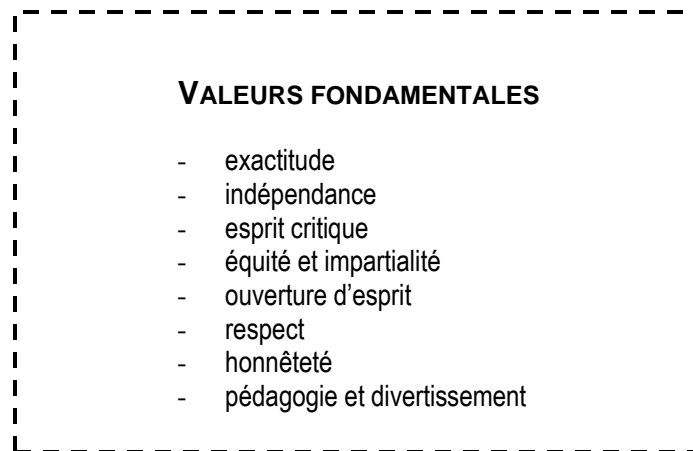 VALEURS FONDAMENTALES
- exactitude
- indépendance
- esprit critique
- équité et impartialité
- ouverture d’esprit
- respect
- honnêteté
- pédagogie et divertissement